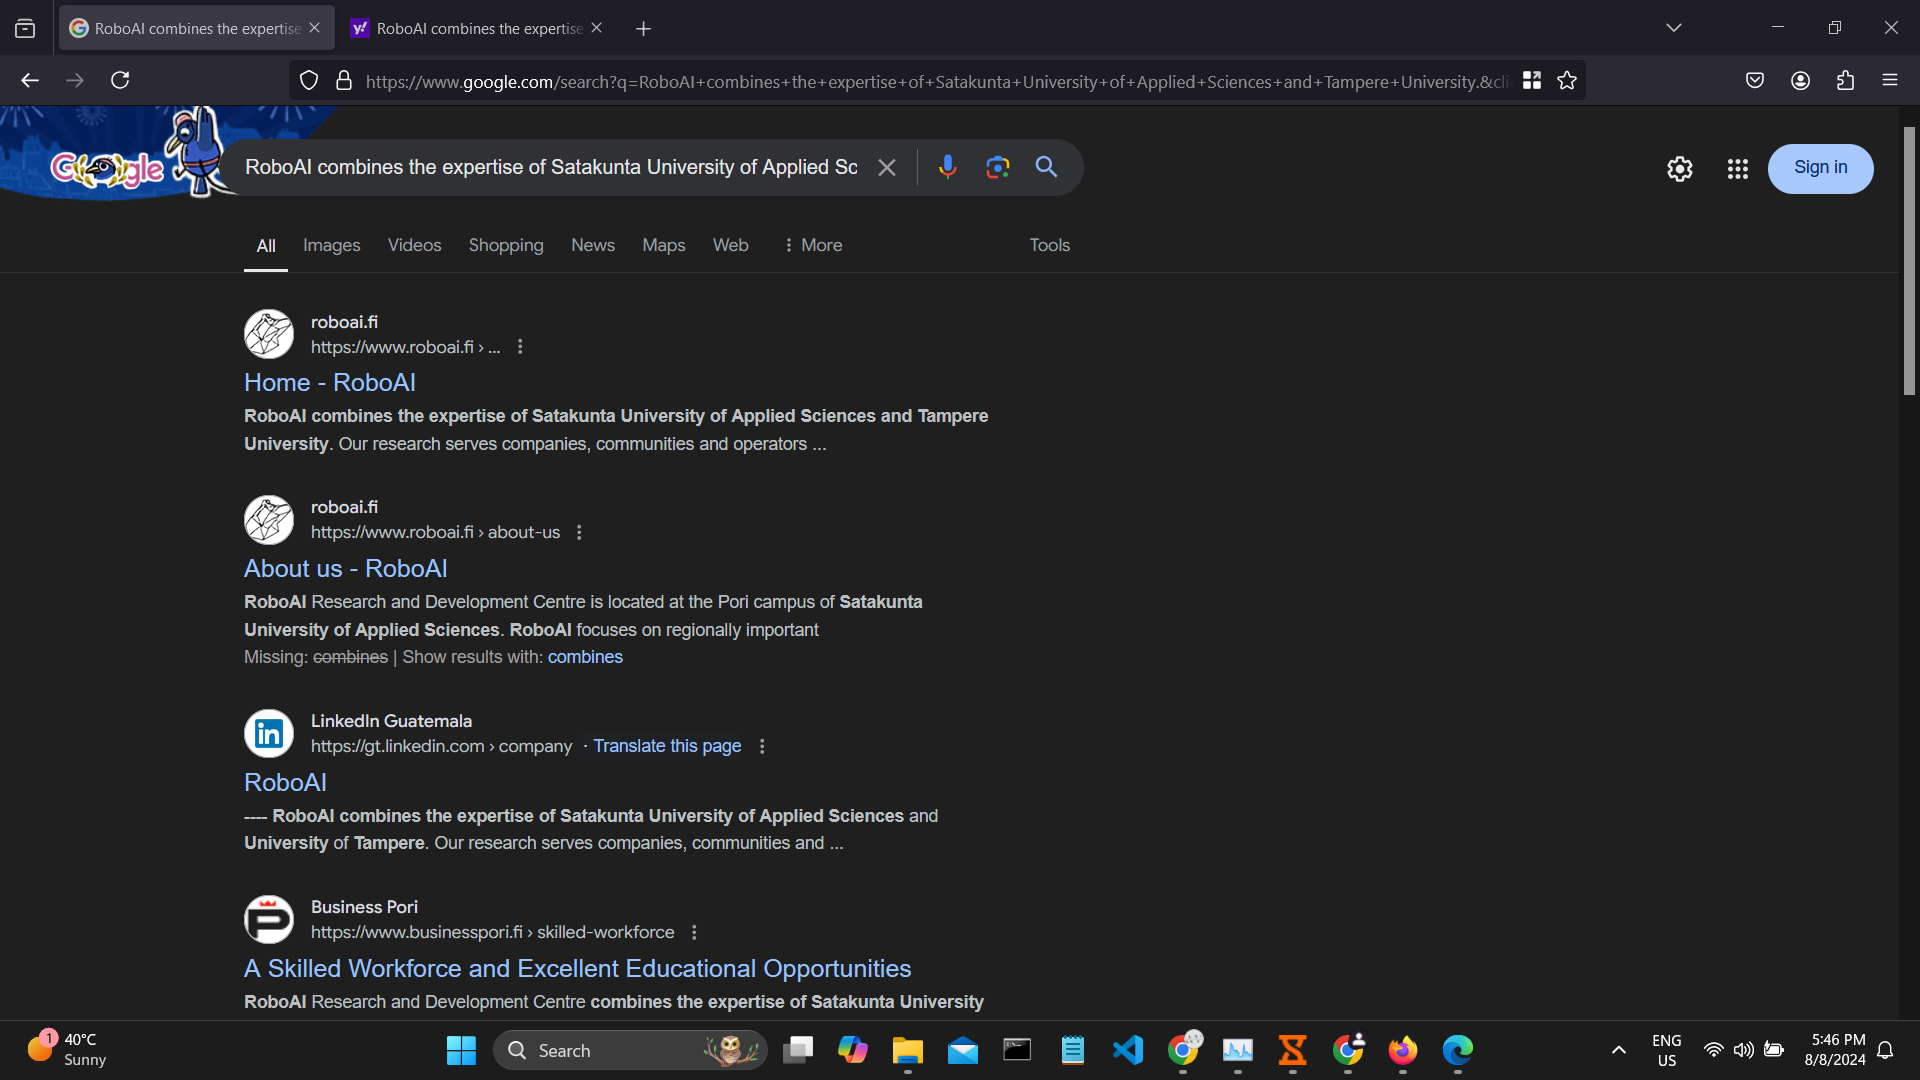 RoboAI combines the expertise
RoboAI combines the expertise
https://www.google.com/search?q=RoboAI+combines+the+expertise+of+Satakunta+University+of+Applied+Sciences+and+Tampere+University.&cli
Google
RoboAI combines the expertise of Satakunta University of Applied Sc
Sign in
All
Images
Videos
Shopping
News
Maps
Web
More
Tools
roboai.fi
https://www.roboai.fi › ...
Home - RoboAI
RoboAI combines the expertise of Satakunta University of Applied Sciences and Tampere
University. Our research serves companies, communities and operators ...
roboai.fi
https://www.roboai.fi › about-us
About us - RoboAI
RoboAI Research and Development Centre is located at the Pori campus of Satakunta
University of Applied Sciences. RoboAI focuses on regionally important
Missing: combines | Show results with: combines
in
LinkedIn Guatemala
https://gt.linkedin.com › company · Translate this page
RoboAI
---- RoboAI combines the expertise of Satakunta University of Applied Sciences and
University of Tampere. Our research serves companies, communities and ...
P
Business Pori
https://www.businesspori.fi › skilled-workforce
A Skilled Workforce and Excellent Educational Opportunities
RoboAI Research and Development Centre combines the expertise of Satakunta University
1
40°C
Sunny
Search
ENG
US
5:46 PM
8/8/2024